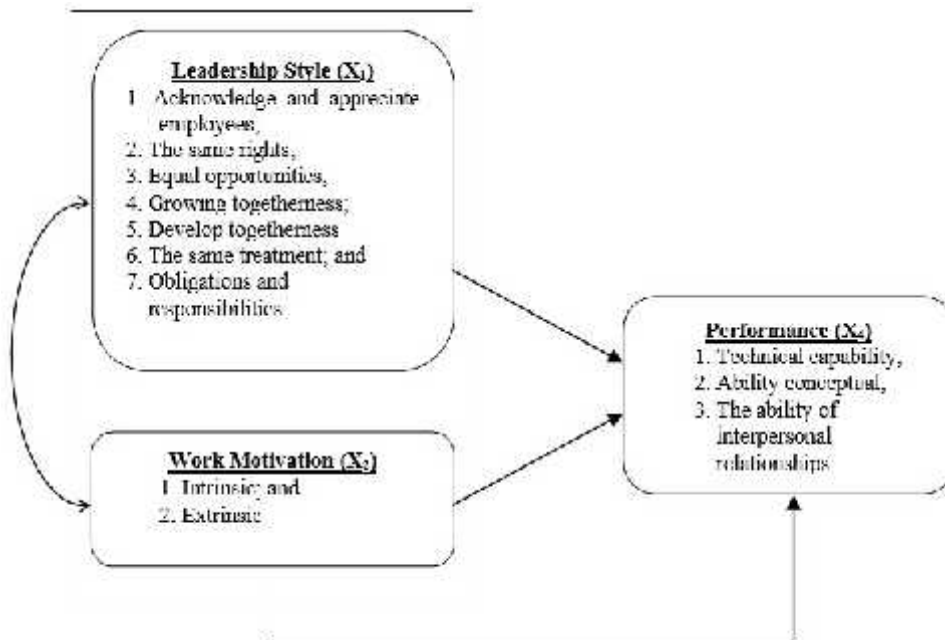 Leadership Style (X₁)
1. Acknowledge and appreciate
employees,
2. The same rights,
3. Equal opportunities,
4. Growing togetherness;
5. Develop togetherness
6. The same treatment; and
7. Obligations and
responsibilities
Performance (X₄)
1. Technical capability,
2. Ability conceptual,
3. The ability of
interpersonal
relationships
Work Motivation (X₂)
1. Intrinsic; and
2. Extrinsic